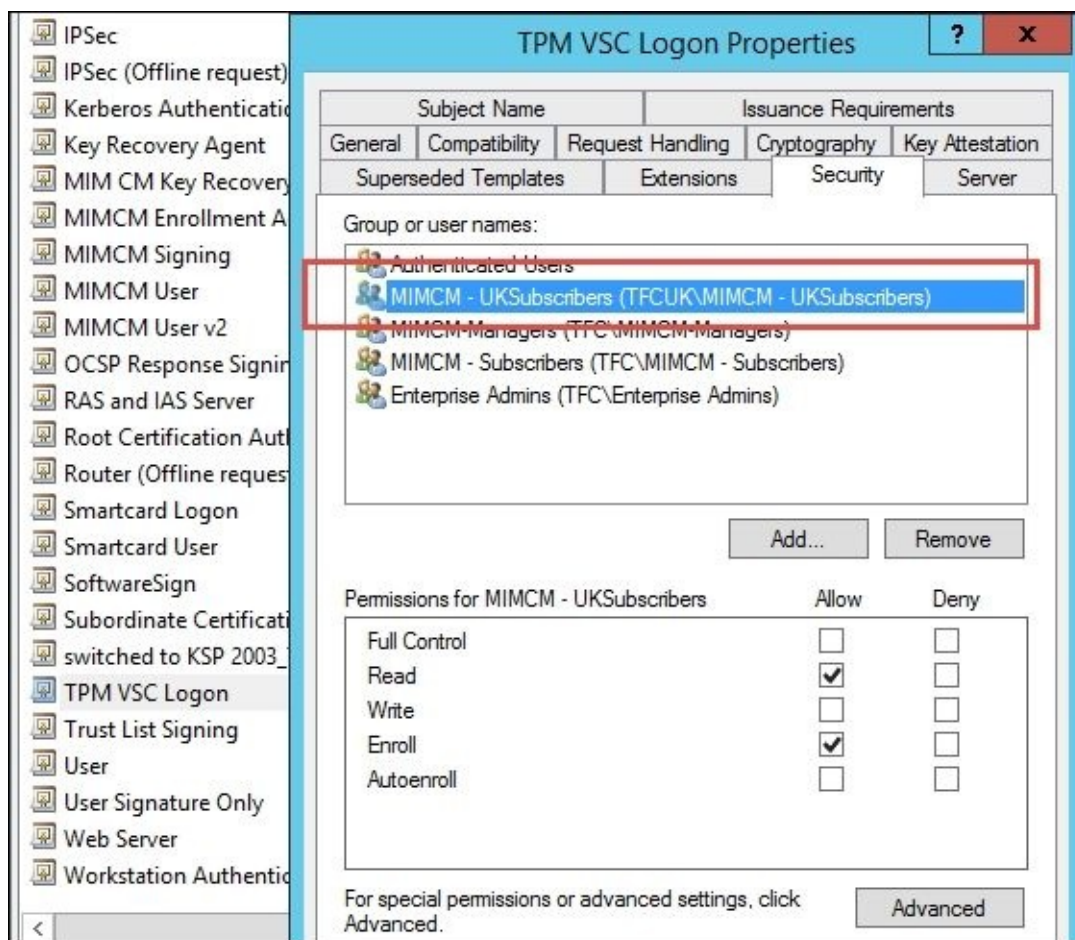 IPSec
IPSec (Offline request)
Kerberos Authenticatio
Key Recovery Agent
MIM CM Key Recovery
MIMCM Enrollment A
MIMCM Signing
MIMCM User
MIMCM User v2
OCSP Response Signin
RAS and IAS Server
Root Certification Auth
Router (Offline request
Smartcard Logon
Smartcard User
SoftwareSign
Subordinate Certificati
switched to KSP 2003_
TPM VSC Logon
Trust List Signing
User
User Signature Only
Web Server
Workstation Authentic
<
TPM VSC Logon Properties
? x
Subject Name Issuance Requirements
General Compatibility Request Handling Cryptography Key Attestation
Superseded Templates Extensions Security Server
Group or user names:
Authenticated Users
MIMCM - UKSubscribers (TFCUK\MIMCM - UKSubscribers)
MIMCM-Managers (TFC\MIMCM-Managers)
MIMCM - Subscribers (TFC\MIMCM - Subscribers)
Enterprise Admins (TFC\Enterprise Admins)
Add... Remove
Permissions for MIMCM - UKSubscribers Allow Deny
Full Control
Read
Write
Enroll
Autoenroll
For special permissions or advanced settings, click
Advanced.
Advanced